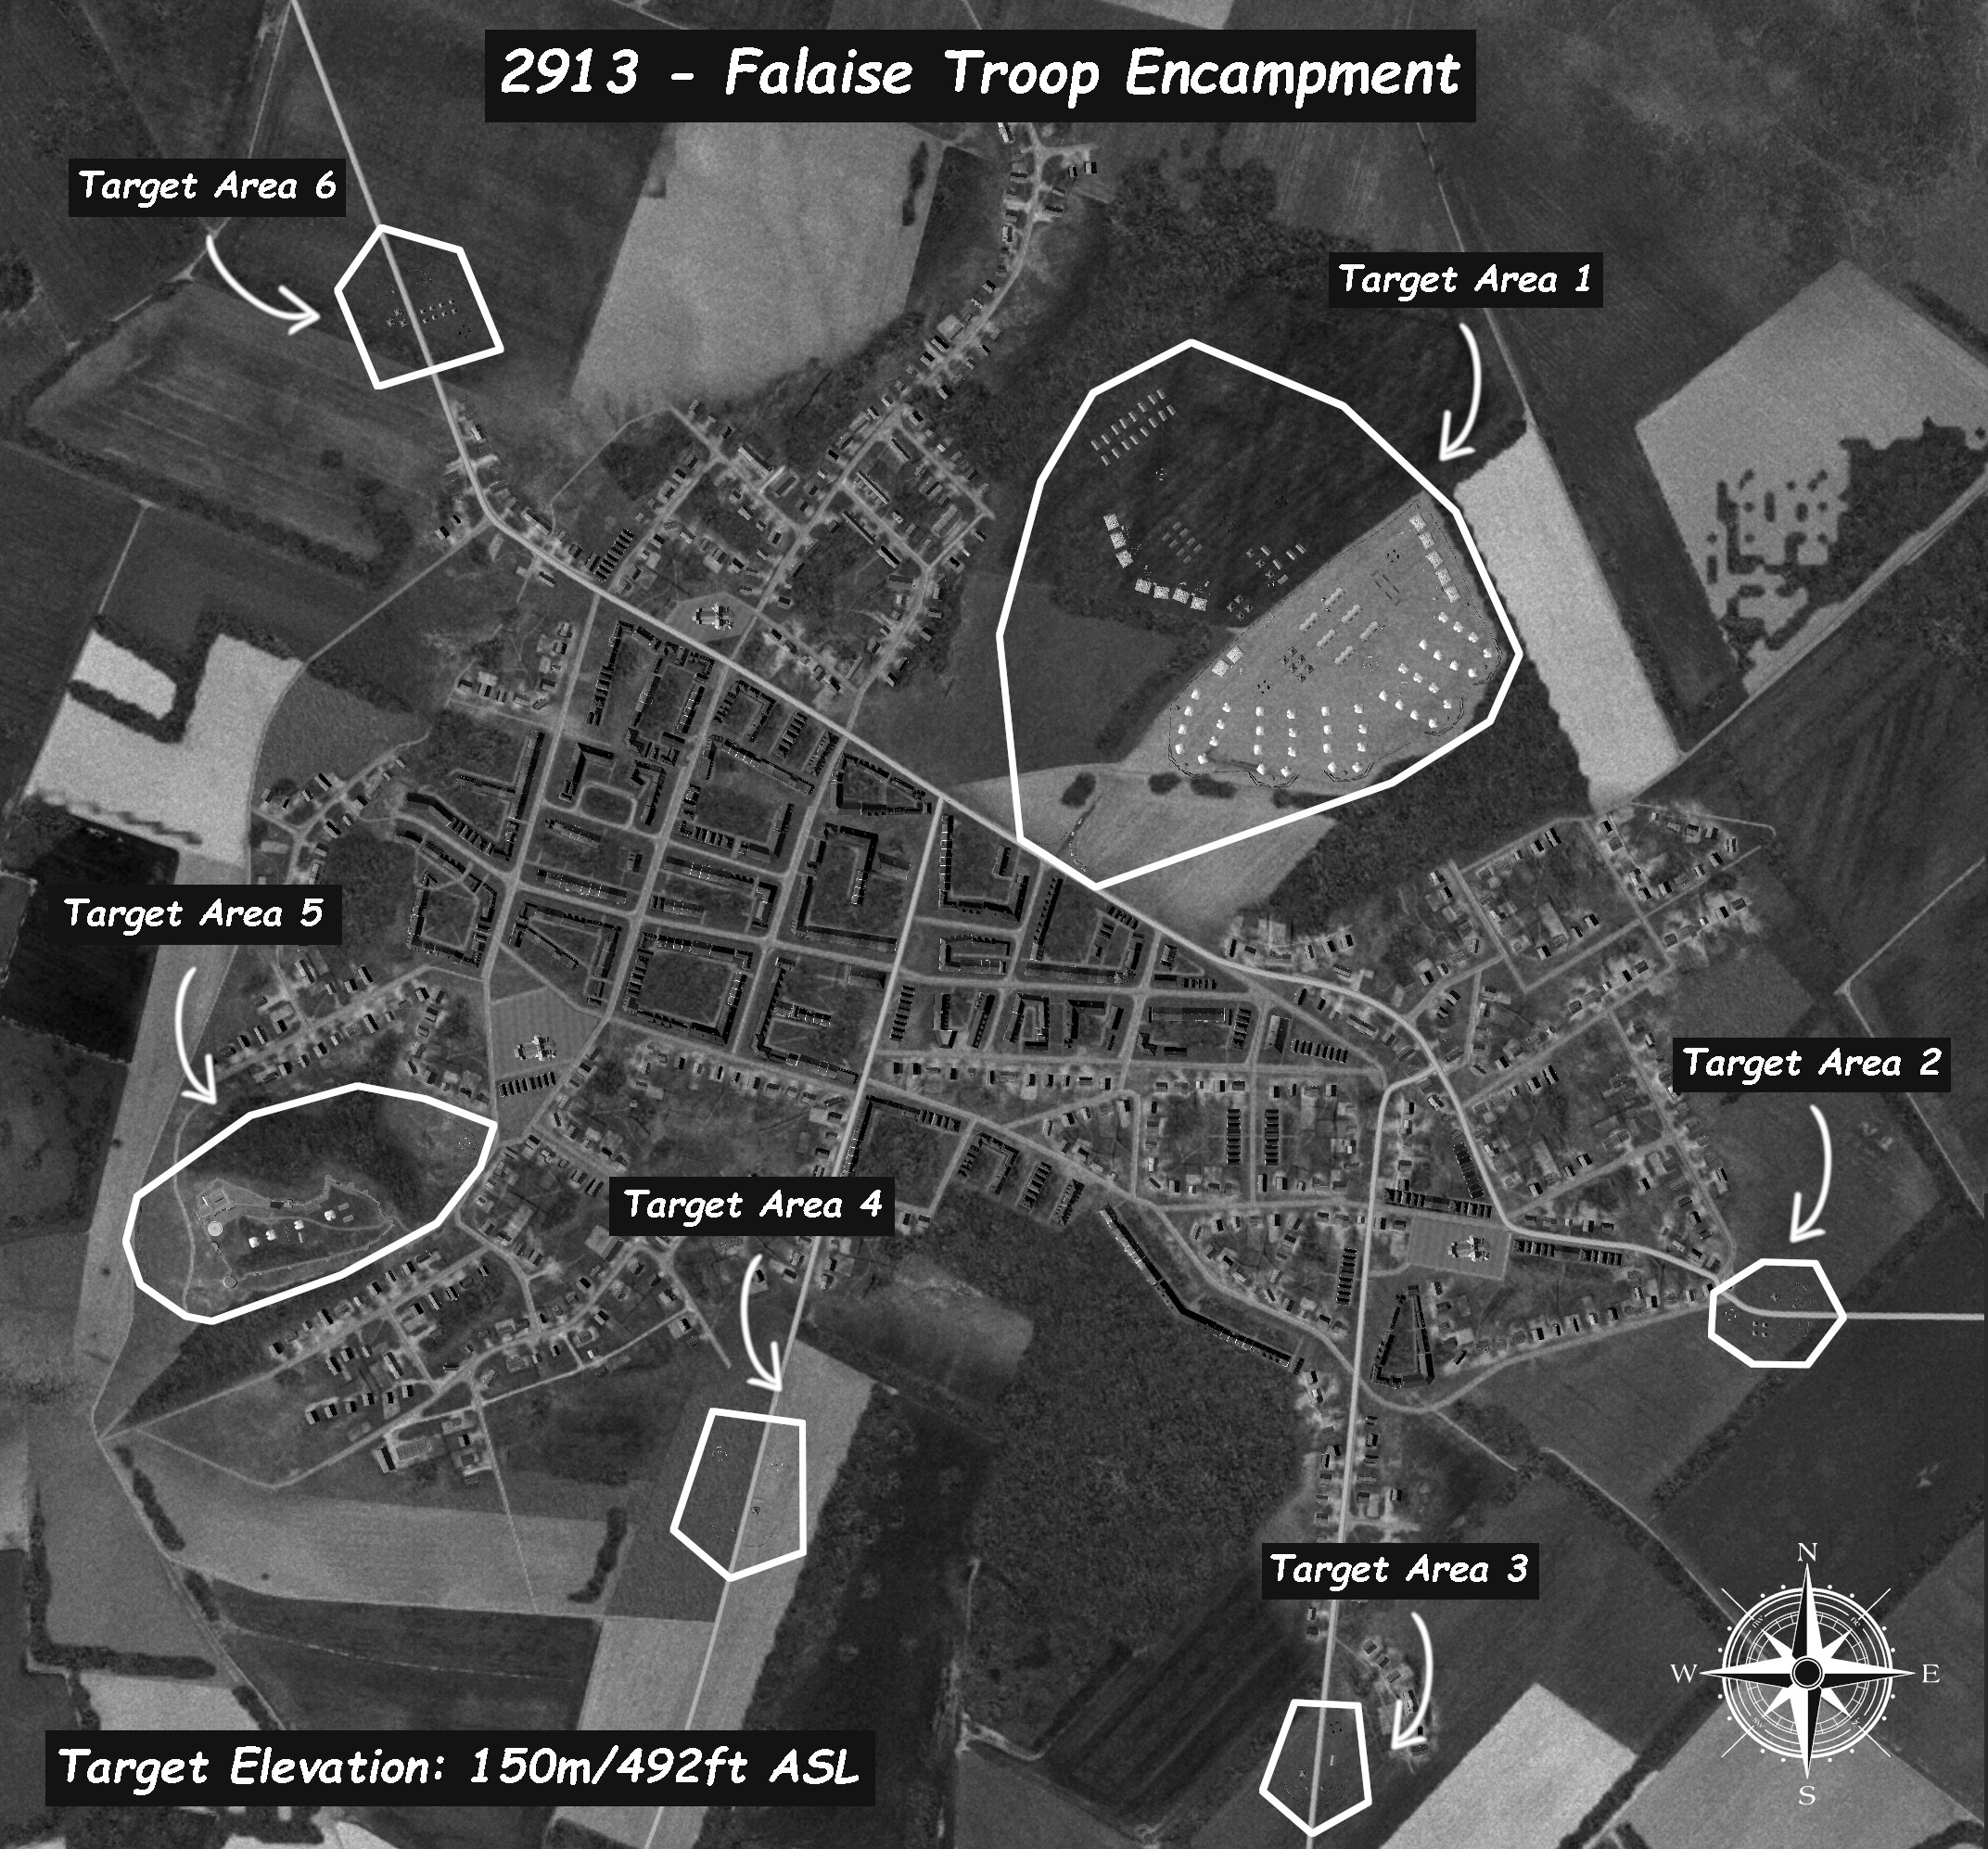 2913 - Falaise Troop Encampment
Target Area 6
Target Area 1
Target Area 5
Target Area 2
Target Area 4
Target Area 3
N
W
E
S
Target Elevation: 150m/492ft ASL